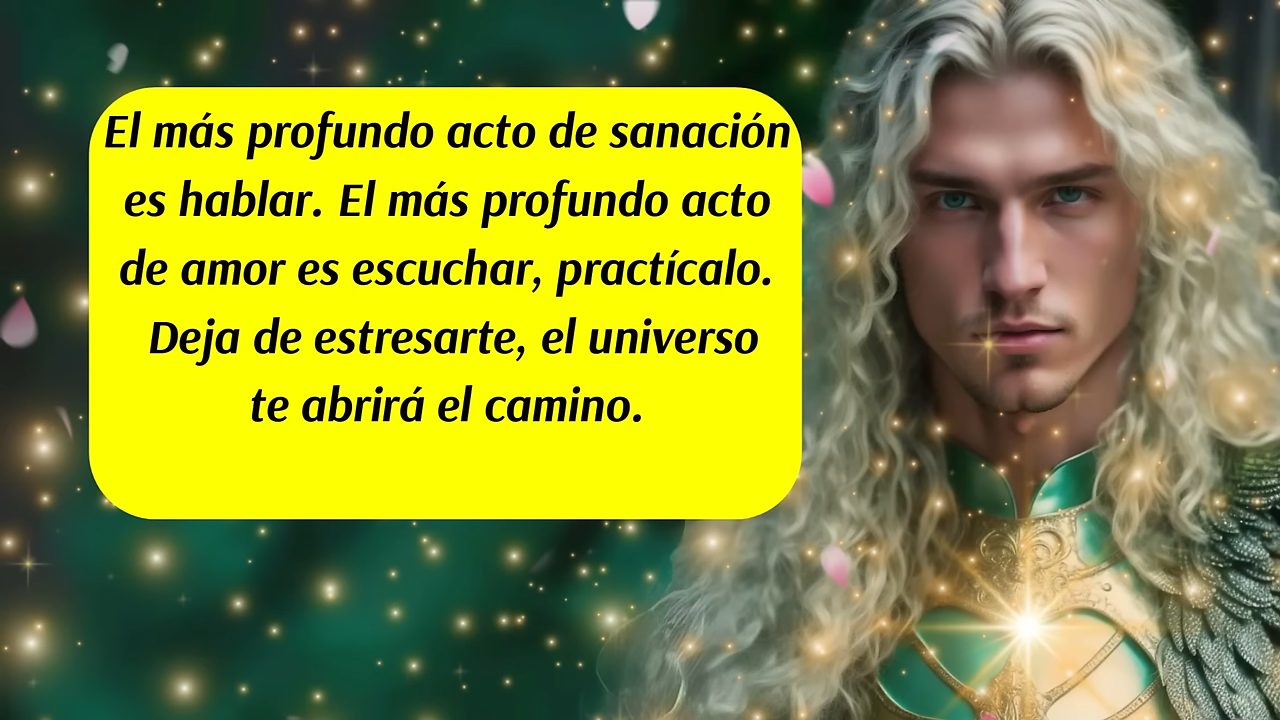 El más profundo acto de sanación
es hablar. El más profundo acto
de amor es escuchar, practícalo.
Deja de estresarte, el universo
te abrirá el camino.